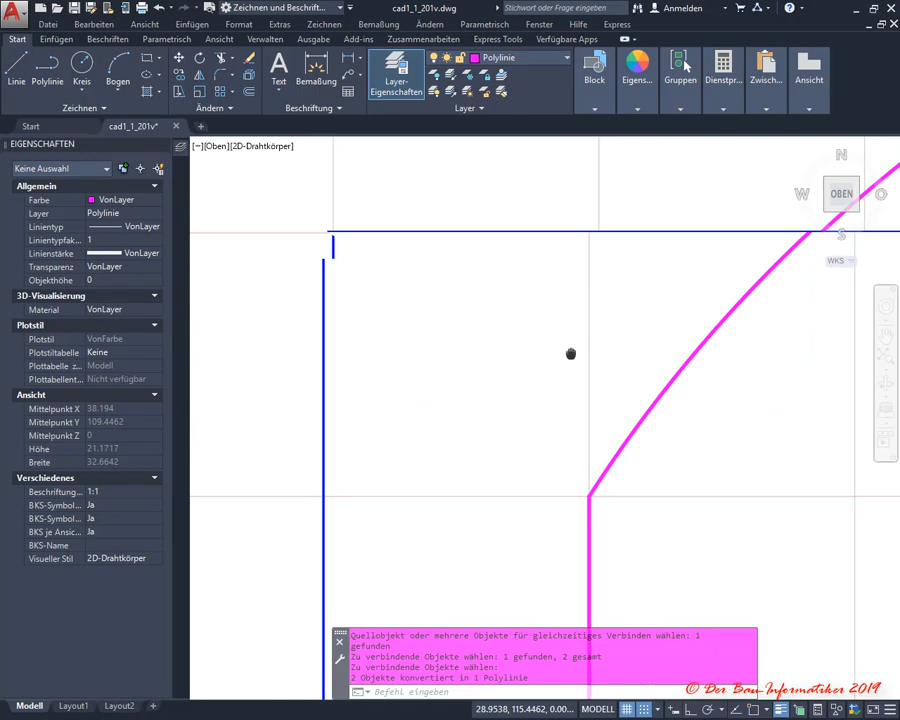 cad1_1_201v.dwg
Zeichnen und Beschrift...
Stichwort oder Frage eingeben
Anmelden
Datei Bearbeiten Ansicht Einfügen Format Extras Zeichnen Bemaßung Ändern Parametrisch Fenster Hilfe Express
Start Einfügen Beschriften Parametrisch Ansicht Verwalten Ausgabe Add-ins Zusammenarbeiten Express Tools Verfügbare Apps
Polylinie
Linie Polylinie Kreis Bogen Text Bemaßung Layer-
Eigenschaften
Block Eigens... Gruppen Dienstpr... Zwisch... Ansicht
Zeichnen Ändern Beschriftung Layer
Start cad1_1_201v*
EIGENSCHAFTEN
[−][Oben][2D-Drahtkörper]
Keine Auswahl
Allgemein
Farbe VonLayer
Layer Polylinie
Linientyp VonLayer
Linientypfak... 1
Linienstärke VonLayer
Transparenz VonLayer
Objekthöhe 0
3D-Visualisierung
Material VonLayer
Plotstil
Plotstil VonFarbe
Plotstiltabelle Keine
Plottabelle z... Modell
Plottabellent... Nicht verfügbar
Ansicht
Mittelpunkt X 38.194
Mittelpunkt Y 109.4462
Mittelpunkt Z 0
Höhe 21.1717
Breite 32.6642
Verschiedenes
Beschriftung... 1:1
BKS-Symbol... Ja
BKS-Symbol... Ja
BKS je Ansic... Ja
BKS-Name
Visueller Stil 2D-Drahtkörper
N
W OBEN O
S
WKS
Quellobjekt oder mehrere Objekte für gleichzeitiges Verbinden wählen: 1
gefunden
Zu verbindende Objekte wählen: 1 gefunden, 2 gesamt
Zu verbindende Objekte wählen:
2 Objekte konvertiert in 1 Polylinie
Befehl eingeben
© Der Bau-Informatiker 2019
Modell Layout1 Layout2
28.9538, 115.4462, 0.00... MODELL